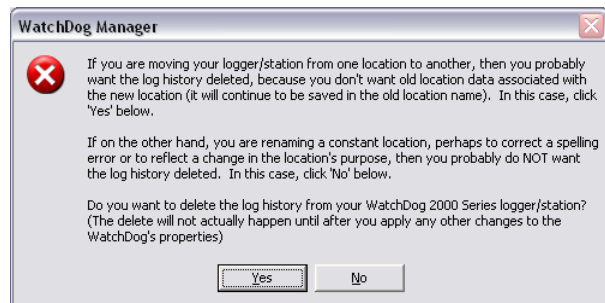 WatchDog Manager
If you are moving your logger/station from one location to another, then you probably
want the log history deleted, because you don't want old location data associated with
the new location (it will continue to be saved in the old location name). In this case, click
'Yes' below.
If on the other hand, you are renaming a constant location, perhaps to correct a spelling
error or to reflect a change in the location's purpose, then you probably do NOT want
the log history deleted. In this case, click 'No' below.
Do you want to delete the log history from your WatchDog 2000 Series logger/station?
(The delete will not actually happen until after you apply any other changes to the
WatchDog's properties)
Yes No